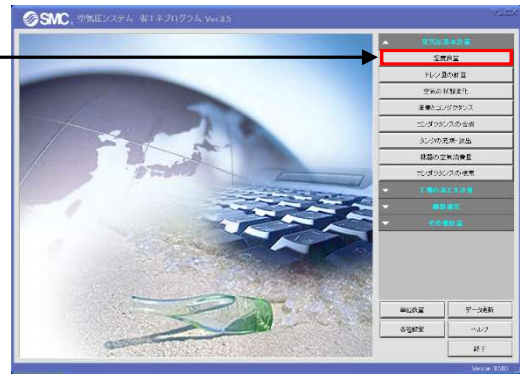 SMC 空気圧システム 省エネプログラム Ver.3.5
空気圧基本計算
湿度換算
ドレン量の計算
空気の状態変化
流量とコンダクタンス
コンダクタンスの合成
タンクの充填・放出
機器の空気消費量
コンダクタンスの検索
工場の省エネ計算
機器選定
その他計算
単位換算
データ更新
各種設定
ヘルプ
終了